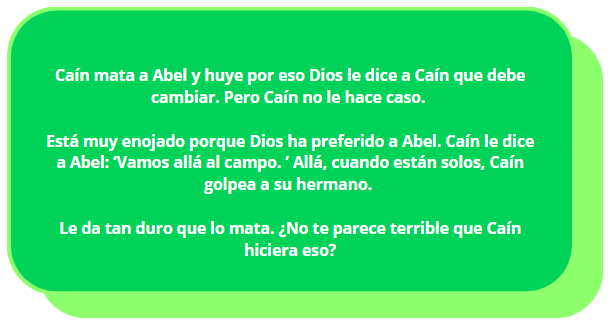 Caín mata a Abel y huye por eso Dios le dice a Caín que debe
cambiar. Pero Caín no le hace caso.
Está muy enojado porque Dios ha preferido a Abel. Caín le dice
a Abel: ‘Vamos allá al campo. ’ Allá, cuando están solos, Caín
golpea a su hermano.
Le da tan duro que lo mata. ¿No te parece terrible que Caín
hiciera eso?